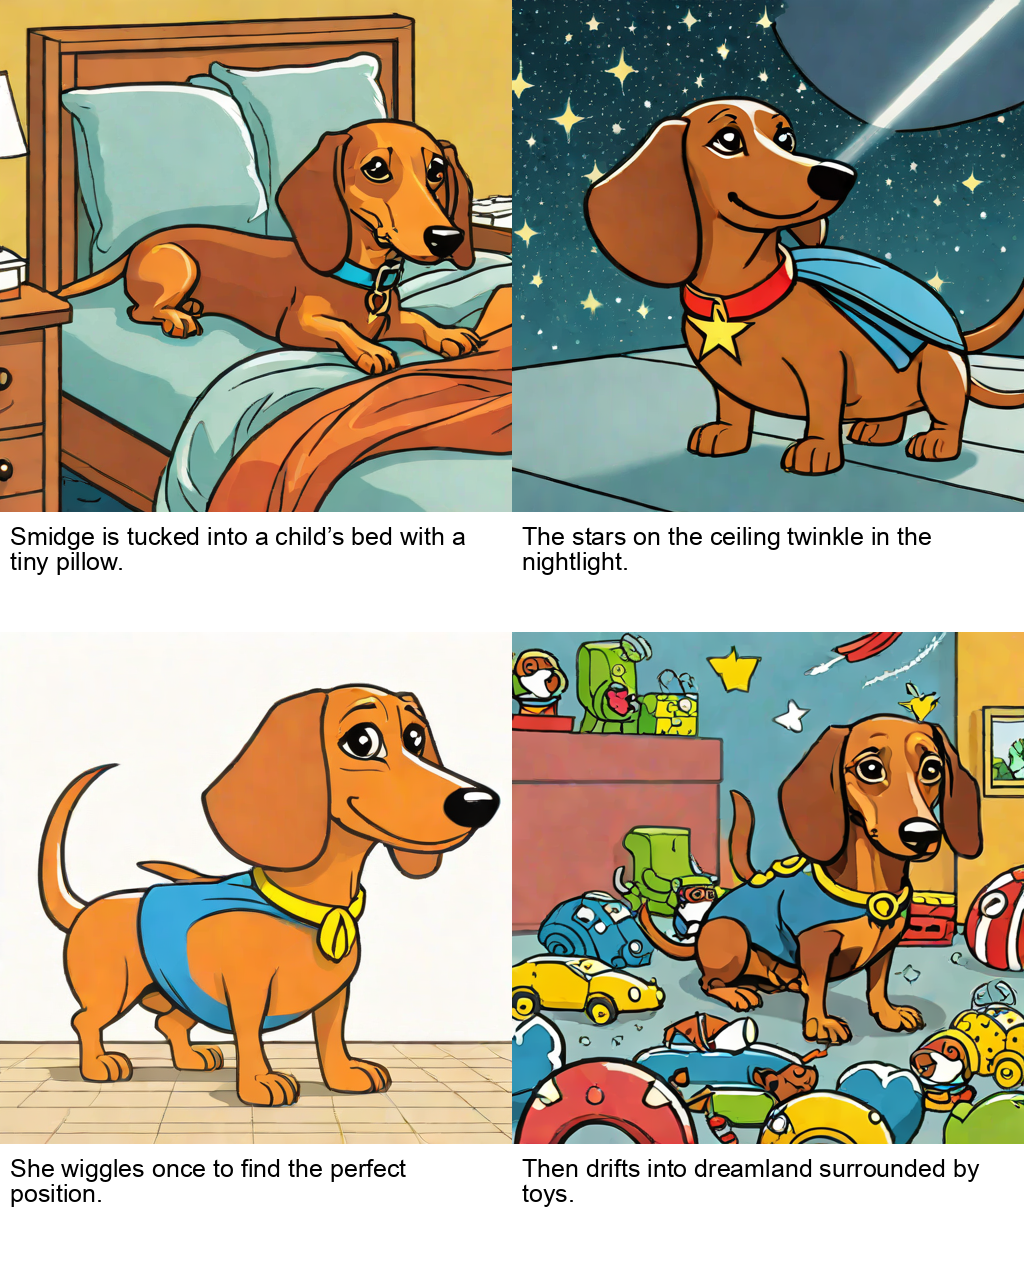 Smidge is tucked into a child’s bed with a
tiny pillow.
The stars on the ceiling twinkle in the
nightlight.
She wiggles once to find the perfect
position.
Then drifts into dreamland surrounded by
toys.